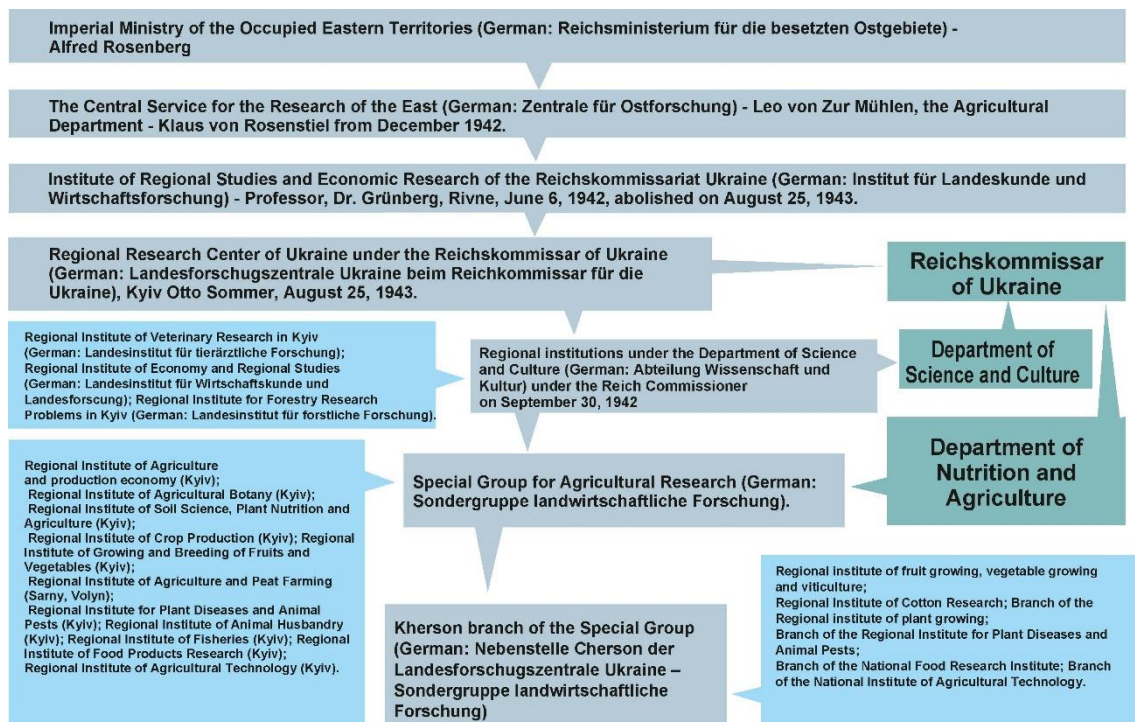 Imperial Ministry of the Occupied Eastern Territories (German: Reichsministerium für die besetzten Ostgebiete) -
Alfred Rosenberg
The Central Service for the Research of the East (German: Zentrale für Ostforschung) - Leo von Zur Mühlen, the Agricultural
Department - Klaus von Rosenstiel from December 1942.
Institute of Regional Studies and Economic Research of the Reichskommissariat Ukraine (German: Institut für Landeskunde und
Wirtschaftsforschung) - Professor, Dr. Grünberg, Rivne, June 6, 1942, abolished on August 25, 1943.
Regional Research Center of Ukraine under the Reichskommissar of Ukraine
(German: Landesforschugszentrale Ukraine beim Reichkommissar für die
Ukraine), Kyiv Otto Sommer, August 25, 1943.
Reichskommissar
of Ukraine
Regional Institute of Veterinary Research in Kyiv
(German: Landesinstitut für tierärztliche Forschung);
Regional Institute of Economy and Regional Studies
(German: Landesinstitut für Wirtschaftskunde und
Landesforscung); Regional Institute for Forestry Research
Problems in Kyiv (German: Landesinstitut für forstliche Forschung).
Regional institutions under the Department of Science
and Culture (German: Abteilung Wissenschaft und
Kultur) under the Reich Commissioner
on September 30, 1942
Department of
Science and Culture
Regional Institute of Agriculture
and production economy (Kyiv);
Regional Institute of Agricultural Botany (Kyiv);
Regional Institute of Soil Science, Plant Nutrition and
Agriculture (Kyiv);
Regional Institute of Crop Production (Kyiv); Regional
Institute of Growing and Breeding of Fruits and
Vegetables (Kyiv);
Regional Institute of Agriculture and Peat Farming
(Sarny, Volyn);
Regional Institute for Plant Diseases and Animal
Pests (Kyiv); Regional Institute of Animal Husbandry
(Kyiv); Regional Institute of Fisheries (Kyiv); Regional
Institute of Food Products Research (Kyiv);
Regional Institute of Agricultural Technology (Kyiv).
Special Group for Agricultural Research (German:
Sondergruppe landwirtschaftliche Forschung).
Department of
Nutrition and
Agriculture
Kherson branch of the Special Group
(German: Nebenstelle Cherson der
Landesforschugszentrale Ukraine –
Sondergruppe landwirtschaftliche
Forschung)
Regional institute of fruit growing, vegetable growing
and viticulture;
Regional Institute of Cotton Research; Branch of the
Regional institute of plant growing;
Branch of the Regional Institute for Plant Diseases and
Animal Pests;
Branch of the National Food Research Institute; Branch
of the National Institute of Agricultural Technology.